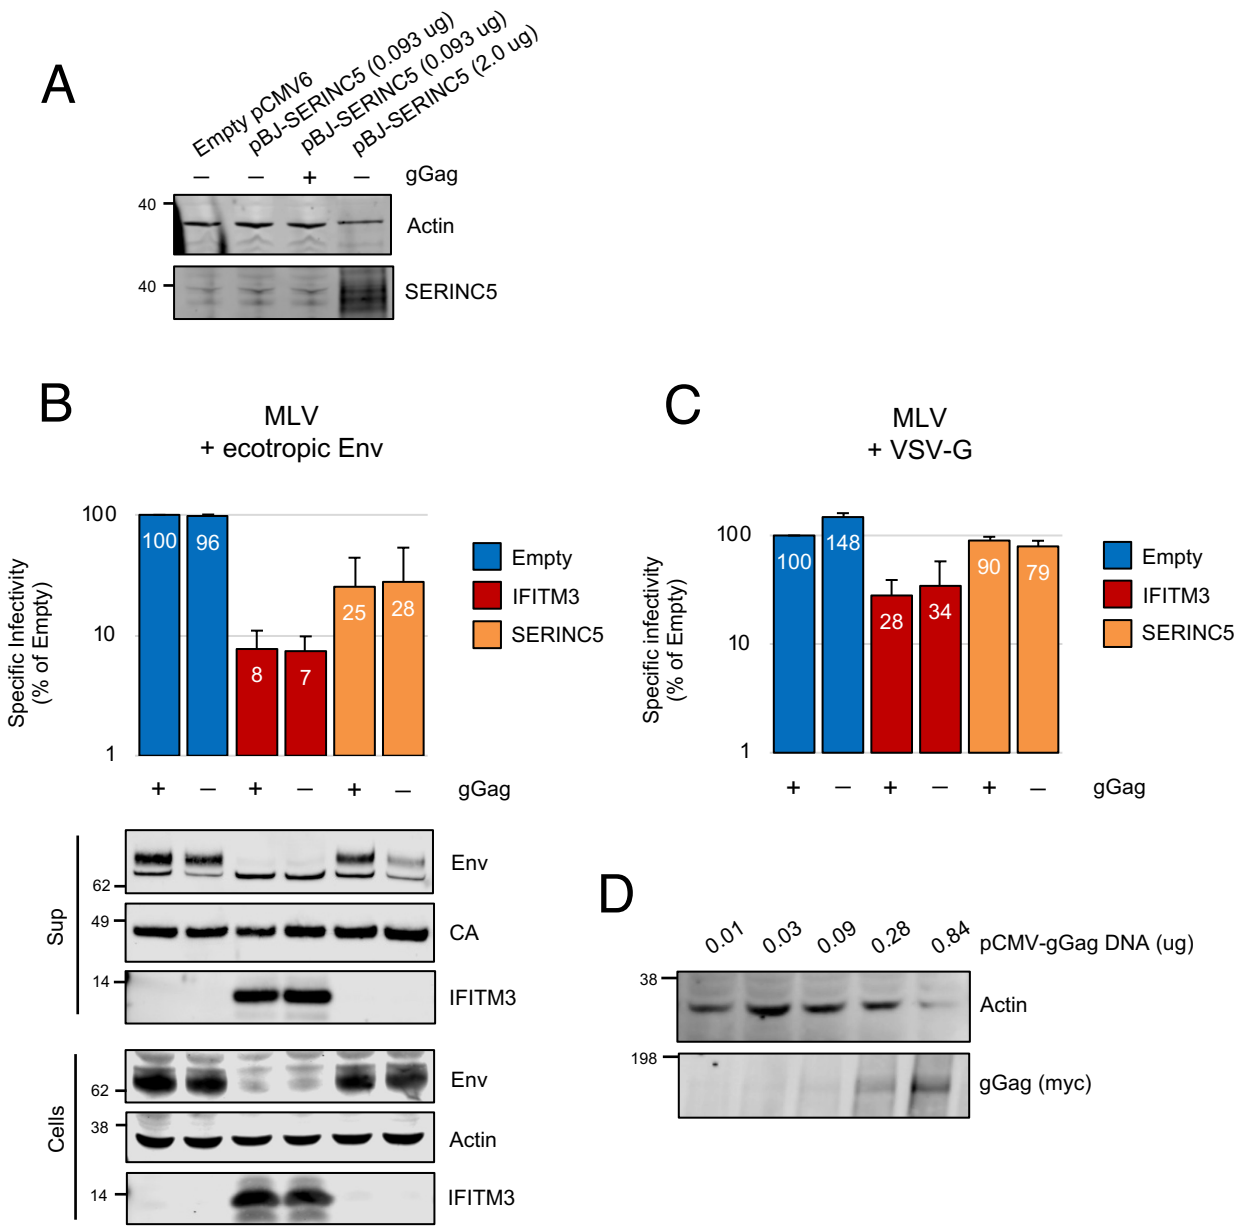 A
Empty pCMV6
pBJ-SERINC5 (0.093 ug)
pBJ-SERINC5 (0.093 ug)
pBJ-SERINC5 (2.0 ug)
– – + – gGag
40 Actin
40 SERINC5
B
MLV
+ ecotropic Env
Specific Infectivity
(% of Empty)
100
10
1
100 96 8 7 25 28
Empty
IFITM3
SERINC5
+ – + – + – gGag
Sup
62 Env
49 CA
14 IFITM3
Cells
62 Env
38 Actin
14 IFITM3
C
MLV
+ VSV-G
Specific infectivity
(% of Empty)
100
10
1
100 148 28 34 90 79
Empty
IFITM3
SERINC5
+ – + – + – gGag
D
0.01 0.03 0.09 0.28 0.84 pCMV-gGag DNA (ug)
38 Actin
198 gGag (myc)